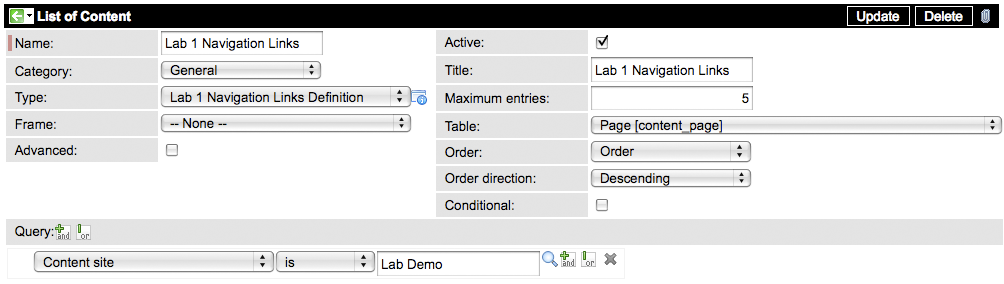 List of Content
Update
Delete
Name:
Lab 1 Navigation Links
Category:
General
Type:
Lab 1 Navigation Links Definition
Frame:
-- None --
Advanced:
Active:
Title:
Lab 1 Navigation Links
Maximum entries:
5
Table:
Page [content_page]
Order:
Order
Order direction:
Descending
Conditional:
Query:
and
or
Content site
is
Lab Demo
and
or